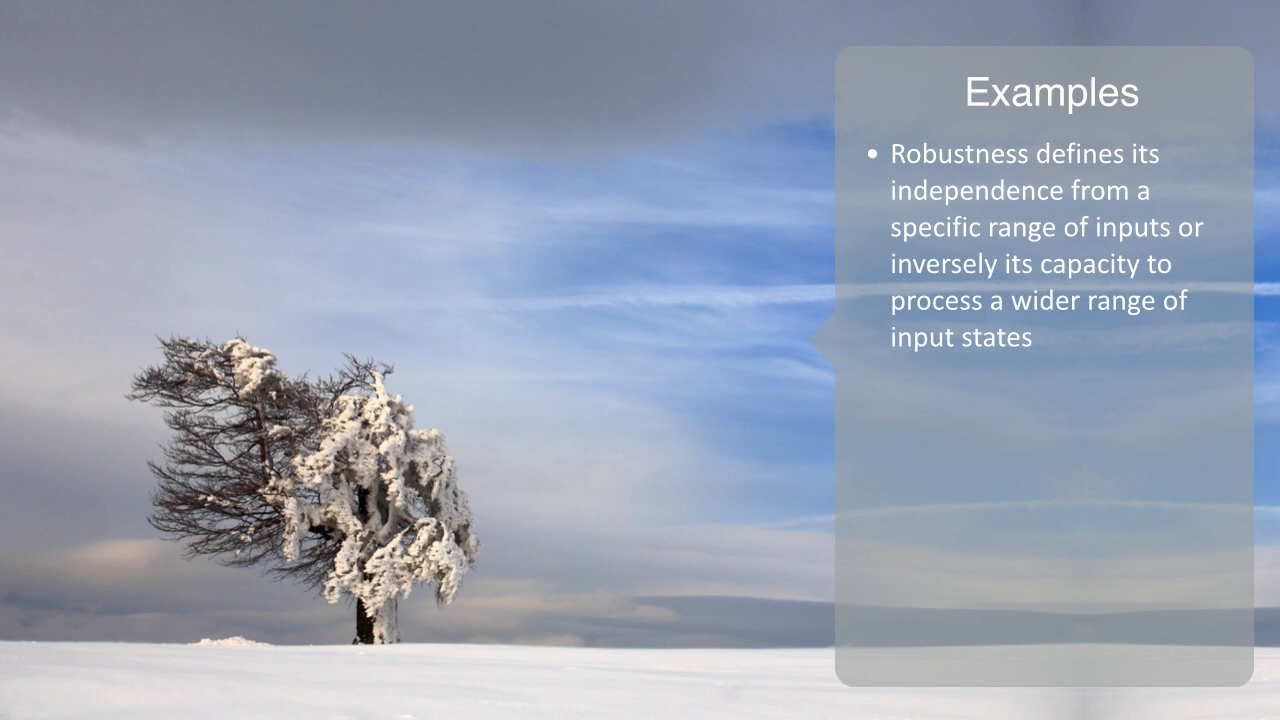 Examples
• Robustness defines its
independence from a
specific range of inputs or
inversely its capacity to
process a wider range of
input states